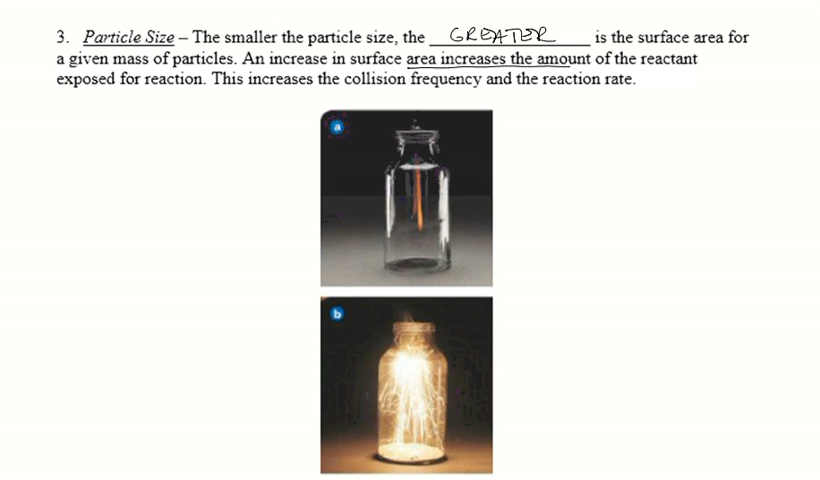 3. Particle Size – The smaller the particle size, the GREATER is the surface area for
a given mass of particles. An increase in surface area increases the amount of the reactant
exposed for reaction. This increases the collision frequency and the reaction rate.
a
b